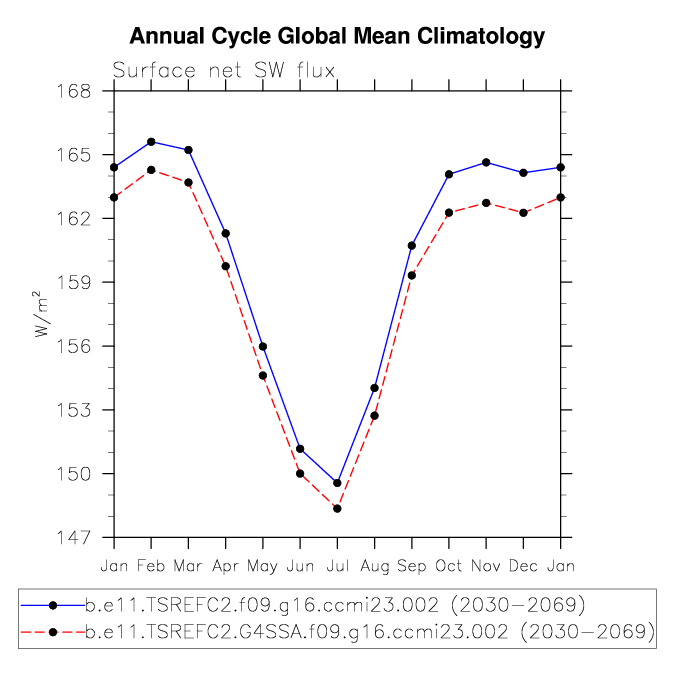 Annual Cycle Global Mean Climatology
Surface net SW flux
168
165
162
159
156
153
150
147
W/m²
Jan Feb Mar Apr May Jun Jul Aug Sep Oct Nov Dec Jan
b.e11.TSREFC2.f09.g16.ccmi23.002 (2030-2069)
b.e11.TSREFC2.G4SSA.f09.g16.ccmi23.002 (2030-2069)